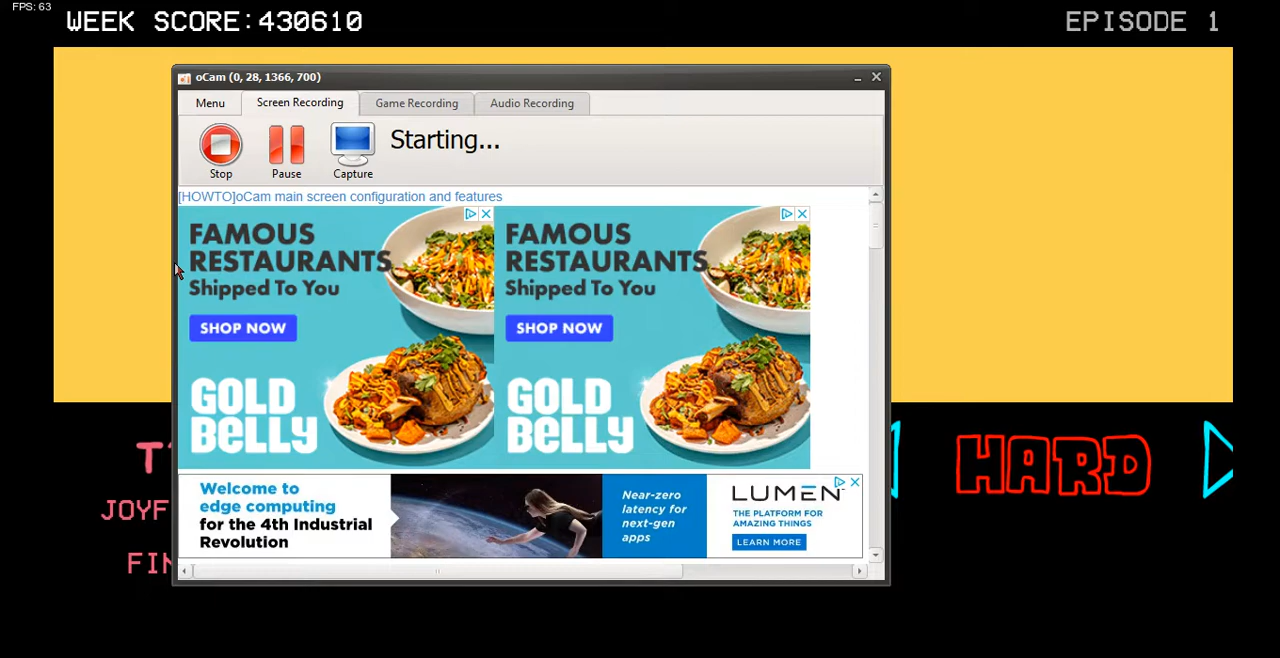 FPS: 63
WEEK SCORE:430610
EPISODE 1
oCam (0, 28, 1366, 700)
Menu
Screen Recording
Game Recording
Audio Recording
Stop
Pause
Capture
Starting...
[HOWTO]oCam main screen configuration and features
FAMOUS
RESTAURANTS
Shipped To You
SHOP NOW
GOLD
BELLY
FAMOUS
RESTAURANTS
Shipped To You
SHOP NOW
GOLD
BELLY
HARD
JOYF
FIN
Welcome to
edge computing
for the 4th Industrial
Revolution
Near-zero
latency for
next-gen
apps
LUMEN
THE PLATFORM FOR
AMAZING THINGS
LEARN MORE